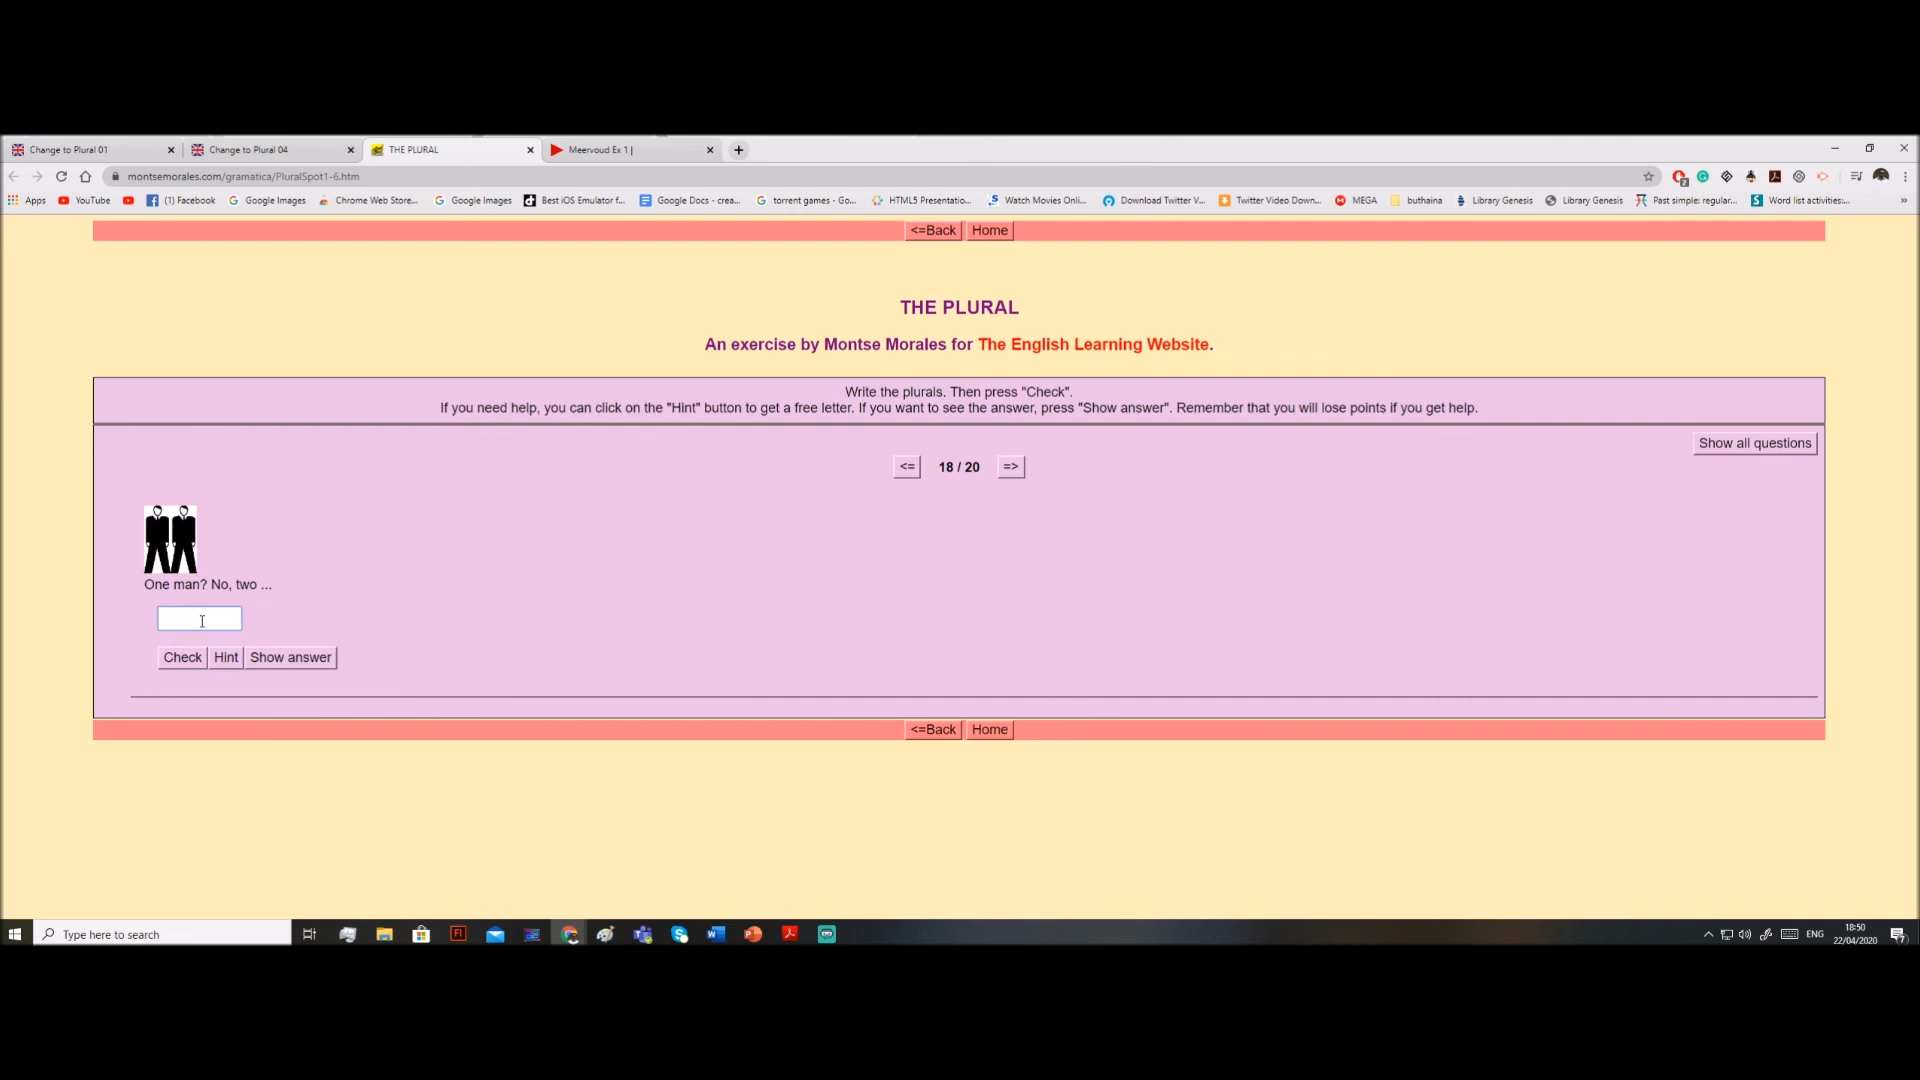 Change to Plural 01
Change to Plural 04
THE PLURAL
Meervoud Ex 1 |
montsemorales.com/gramatica/PluralSpot1-6.htm
Apps
YouTube
(1) Facebook
Google Images
Chrome Web Store...
Google Images
Best iOS Emulator f...
Google Docs - crea...
torrent games - Go...
HTML5 Presentatio...
Watch Movies Onli...
Download Twitter V...
Twitter Video Down...
MEGA
buthaina
Library Genesis
Library Genesis
Past simple: regular...
Word list activities:...
»
<=Back Home
THE PLURAL
An exercise by Montse Morales for The English Learning Website.
Write the plurals. Then press "Check".
If you need help, you can click on the "Hint" button to get a free letter. If you want to see the answer, press "Show answer". Remember that you will lose points if you get help.
Show all questions
<= 18 / 20 =>
One man? No, two ...
Check Hint Show answer
<=Back Home
Type here to search
ENG
18:50
22/04/2020